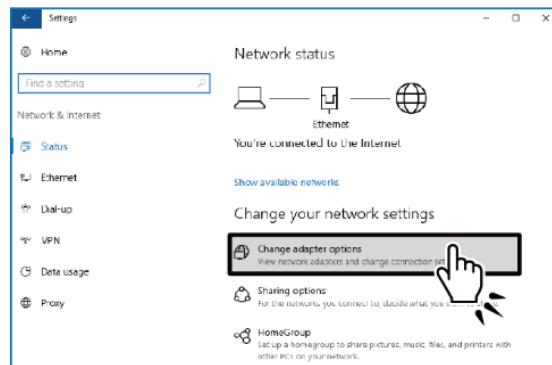 Settings
Home
Find a setting
Network & Internet
Status
Ethernet
Dial-up
VPN
Data usage
Proxy
Network status
Ethernet
You're connected to the Internet
Show available networks
Change your network settings
Change adapter options
View network adapters and change connection
Sharing options
For the networks you connect to, decide what you
HomeGroup
Set up a homegroup to share pictures, music, files, and printers with
other PCs on your network.